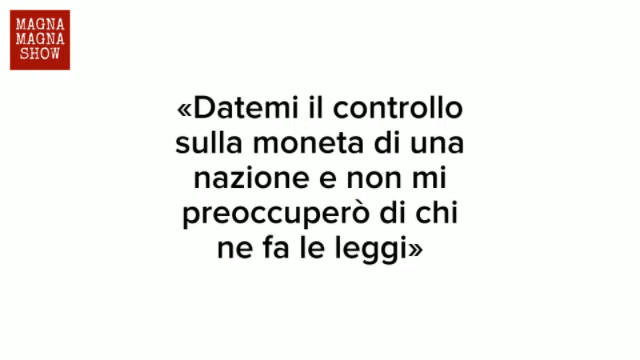 MAGNA
MAGNA
SHOW
«Datemi il controllo
sulla moneta di una
nazione e non mi
preoccuperò di chi
ne fa le leggi»